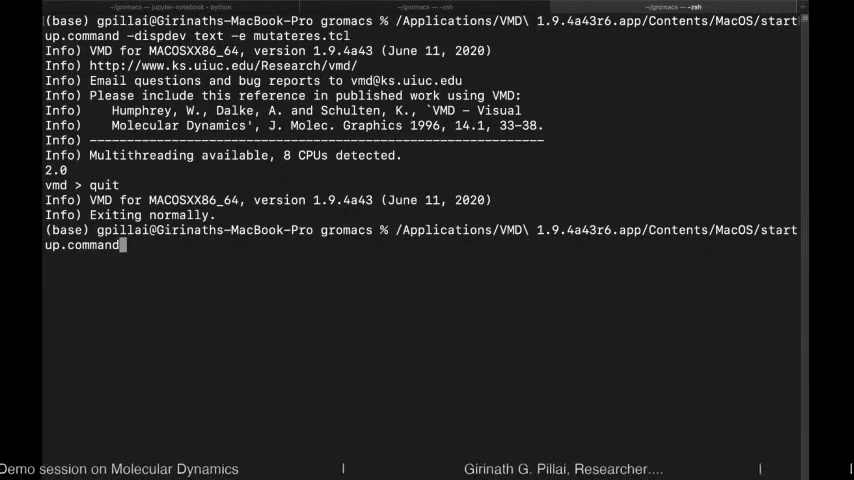 ~/gromacs — jupyter-notebook • python
~/gromacs — -zsh
~/gromacs — -zsh
(base) gpillai@Girinaths-MacBook-Pro gromacs % /Applications/VMD\ 1.9.4a43r6.app/Contents/MacOS/start
up.command -dispdev text -e mutateres.tcl
Info) VMD for MACOSXX86_64, version 1.9.4a43 (June 11, 2020)
Info) http://www.ks.uiuc.edu/Research/vmd/
Info) Email questions and bug reports to vmd@ks.uiuc.edu
Info) Please include this reference in published work using VMD:
Info)    Humphrey, W., Dalke, A. and Schulten, K., `VMD - Visual
Info)    Molecular Dynamics', J. Molec. Graphics 1996, 14.1, 33-38.
Info) -------------------------------------------------------------
Info) Multithreading available, 8 CPUs detected.
2.0
vmd > quit
Info) VMD for MACOSXX86_64, version 1.9.4a43 (June 11, 2020)
Info) Exiting normally.
(base) gpillai@Girinaths-MacBook-Pro gromacs % /Applications/VMD\ 1.9.4a43r6.app/Contents/MacOS/start
up.command
Demo session on Molecular Dynamics | Girinath G. Pillai, Researcher.... |